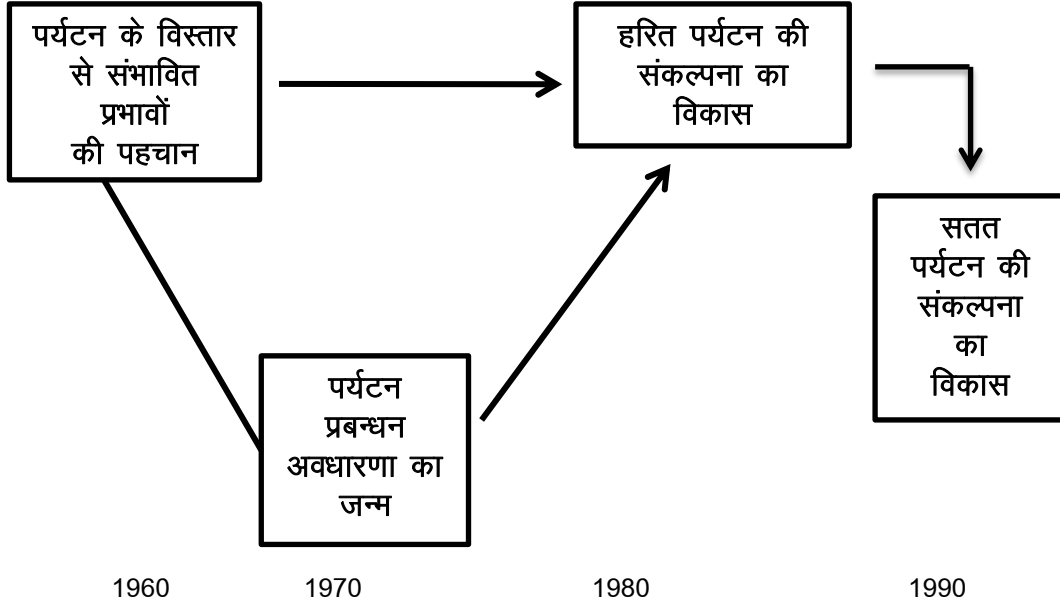 पर्यटन के विस्तार
से संभावित
प्रभावों
की पहचान
हरित पर्यटन की
संकल्पना का
विकास
सतत
पर्यटन की
संकल्पना
का
विकास
पर्यटन
प्रबन्धन
अवधारणा का
जन्म
1960 1970 1980 1990